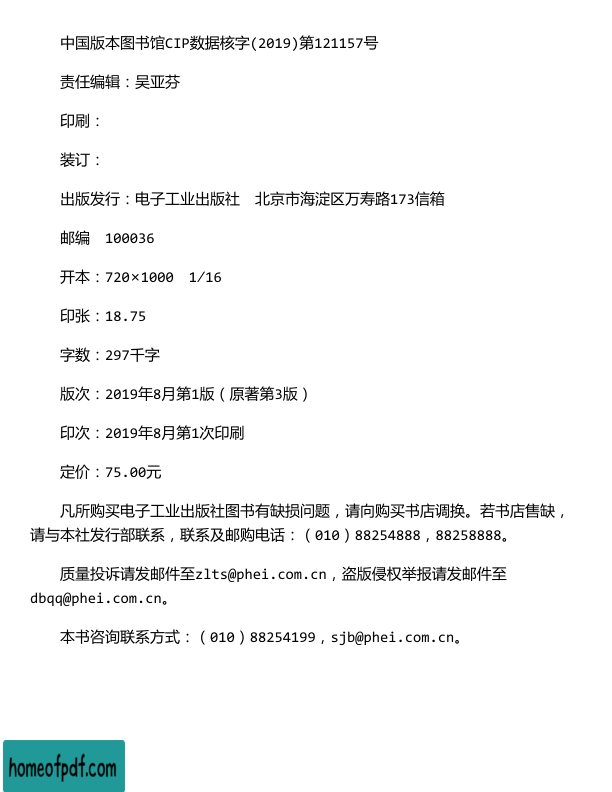 中国版本图书馆CIP数据核字(2019)第121157号
责任编辑：吴亚芬
印刷：
装订：
出版发行：电子工业出版社　北京市海淀区万寿路173信箱
邮编　100036
开本：720×1000　1/16
印张：18.75
字数：297千字
版次：2019年8月第1版（原著第3版）
印次：2019年8月第1次印刷
定价：75.00元
凡所购买电子工业出版社图书有缺损问题，请向购买书店调换。若书店售缺，
请与本社发行部联系，联系及邮购电话：（010）88254888，88258888。
质量投诉请发邮件至zlts@phei.com.cn，盗版侵权举报请发邮件至
dbqq@phei.com.cn。
本书咨询联系方式：（010）88254199，sjb@phei.com.cn。
homeofpdf.com